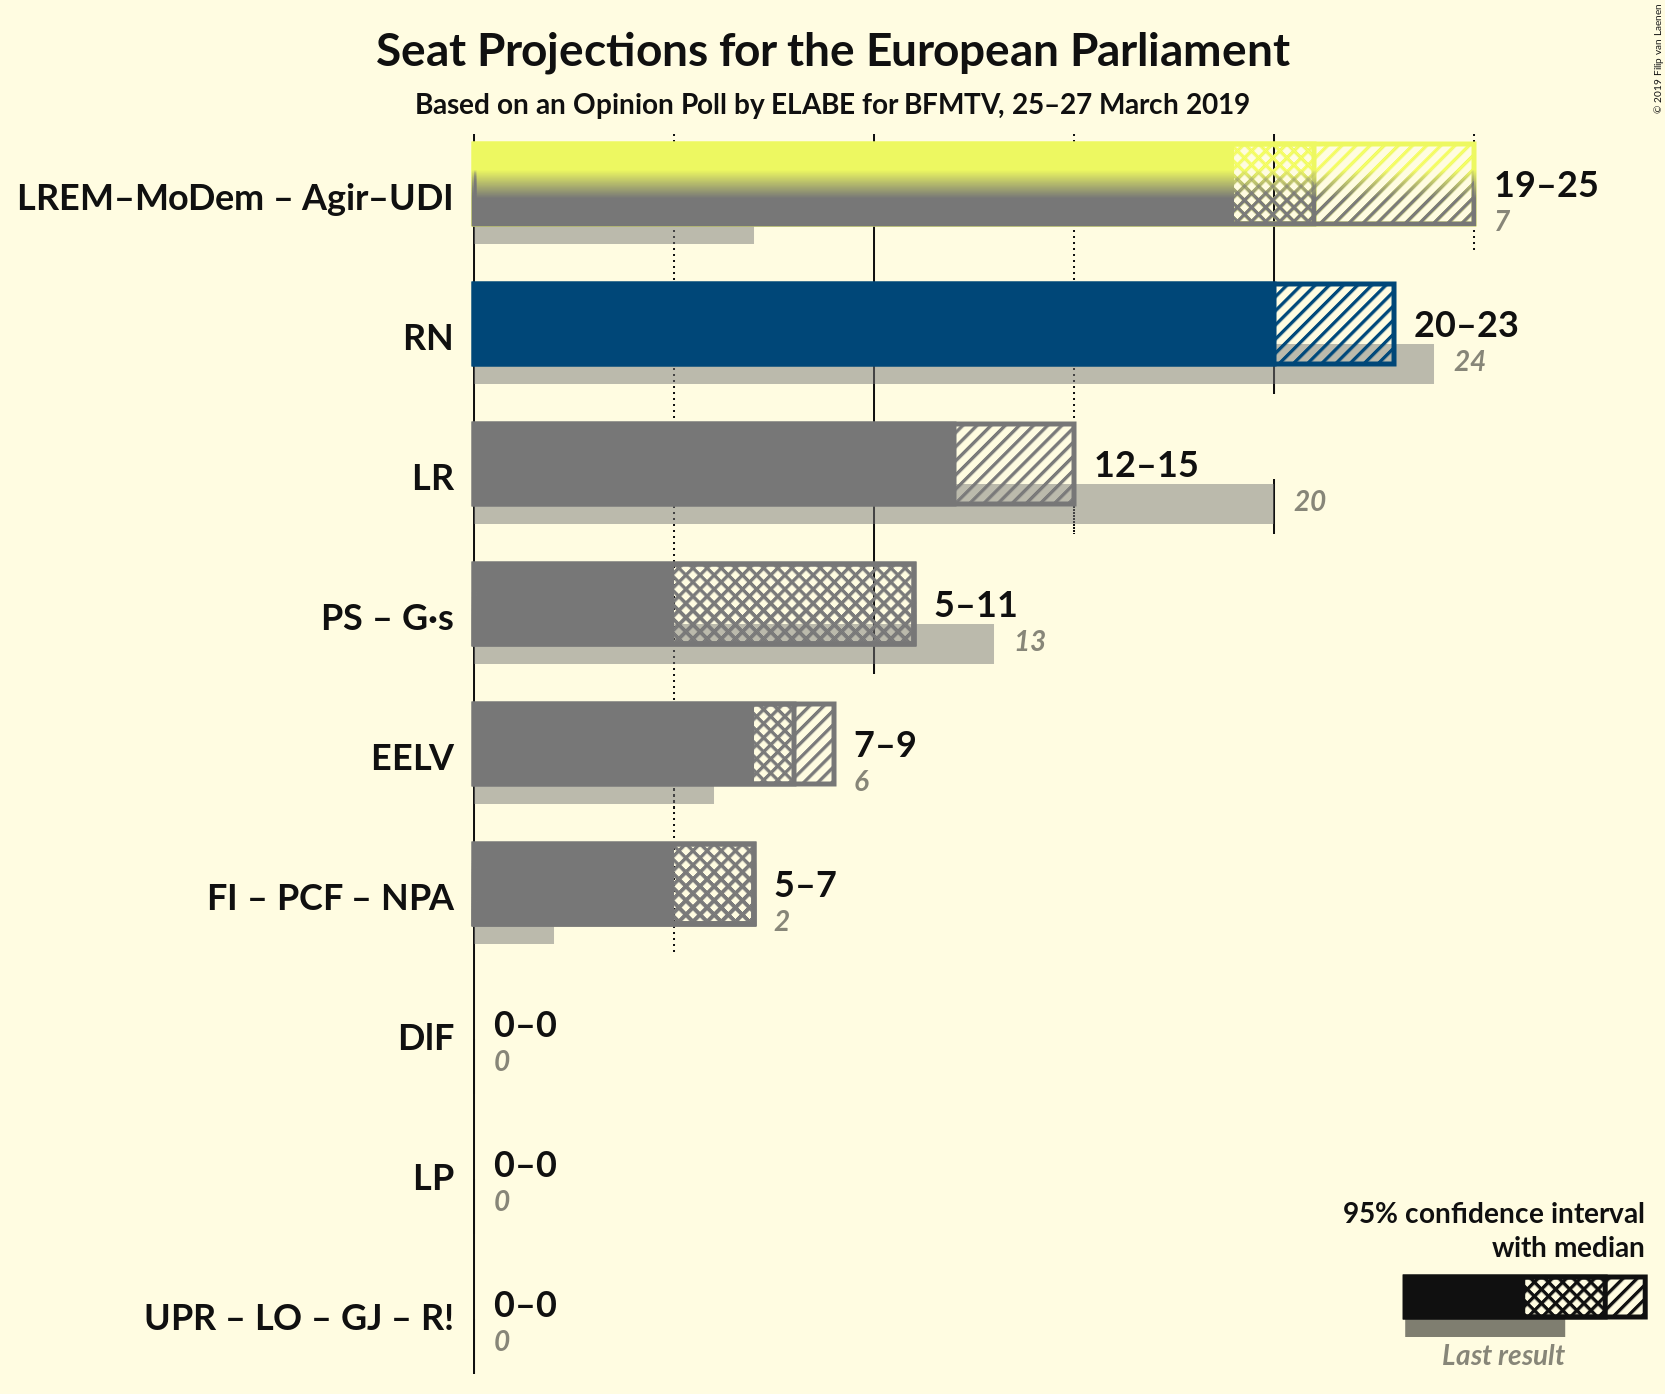 Seat Projections for the European Parliament
Based on an Opinion Poll by ELABE for BFMTV, 25–27 March 2019
© 2019 Filip van Laenen
LREM–MoDem – Agir–UDI
19–25
7
RN
20–23
24
LR
12–15
20
PS – G·s
5–11
13
EELV
7–9
6
FI – PCF – NPA
5–7
2
DlF
0–0
0
LP
0–0
0
UPR – LO – GJ – R!
0–0
0
95% confidence interval
with median
Last result